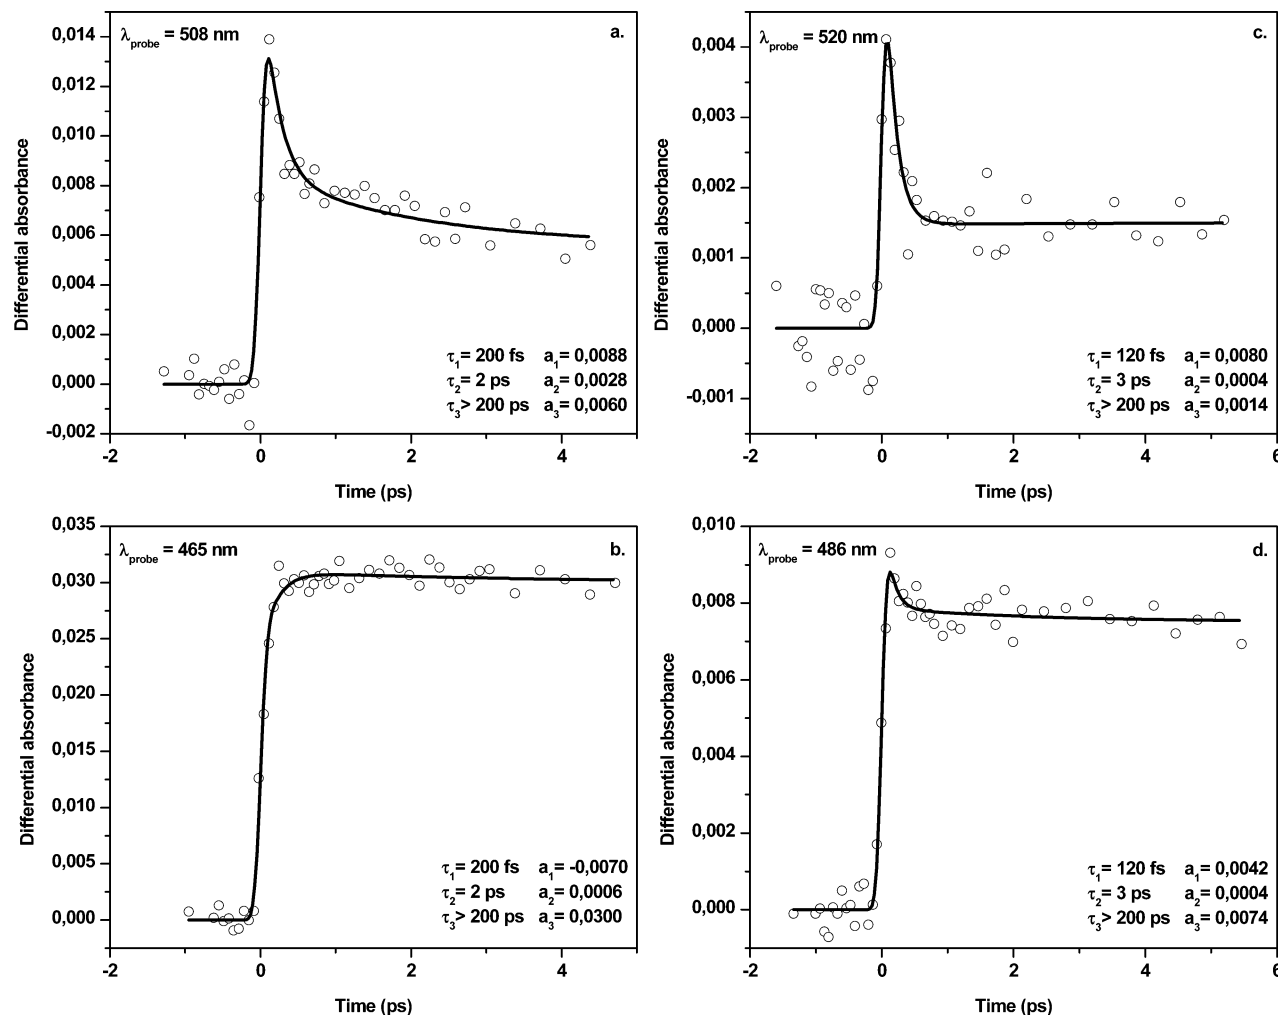 λprobe = 508 nm
a.
0,014
0,012
0,010
0,008
0,006
0,004
0,002
0,000
-0,002
Differential absorbance
τ1= 200 fs a1= 0,0088
τ2= 2 ps a2= 0,0028
τ3> 200 ps a3= 0,0060
-2 0 2 4
Time (ps)
λprobe = 520 nm
c.
0,004
0,003
0,002
0,001
0,000
-0,001
Differential absorbance
τ1= 120 fs a1= 0,0080
τ2= 3 ps a2= 0,0004
τ3> 200 ps a3= 0,0014
-2 0 2 4 6
Time (ps)
λprobe = 465 nm
b.
0,035
0,030
0,025
0,020
0,015
0,010
0,005
0,000
Differential absorbance
τ1= 200 fs a1= -0,0070
τ2= 2 ps a2= 0,0006
τ3> 200 ps a3= 0,0300
-2 0 2 4
Time (ps)
λprobe = 486 nm
d.
0,010
0,008
0,006
0,004
0,002
0,000
Differential absorbance
τ1= 120 fs a1= 0,0042
τ2= 3 ps a2= 0,0004
τ3> 200 ps a3= 0,0074
-2 0 2 4 6
Time (ps)